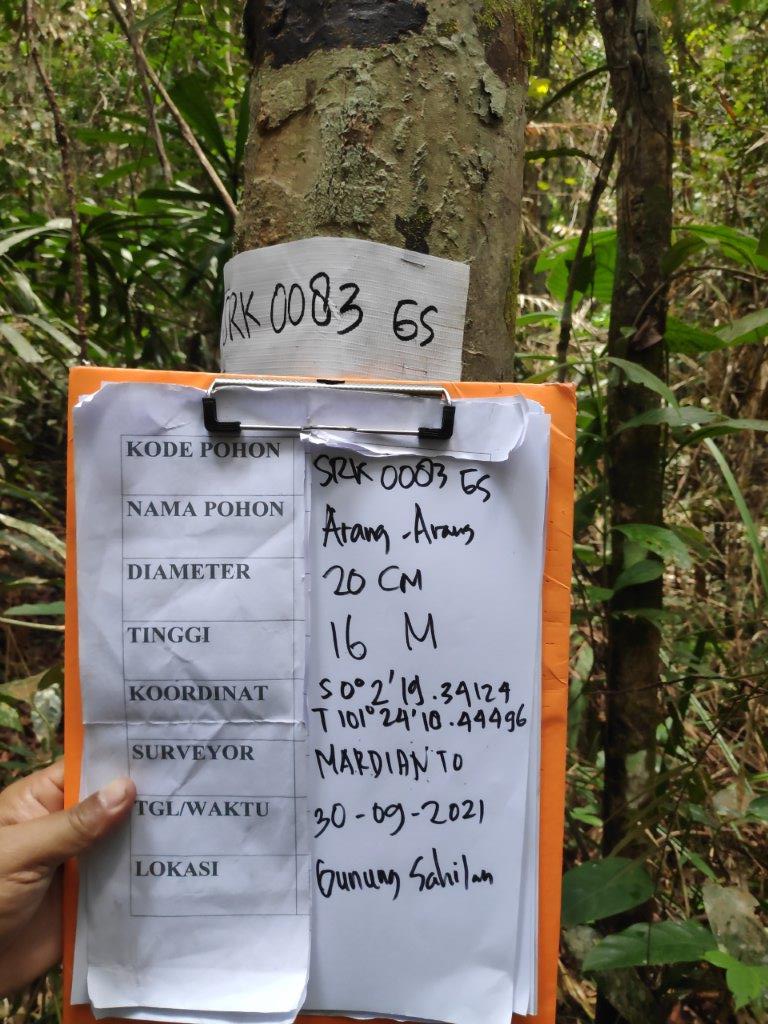 SRK 0083 GS
KODE POHON SRK 0083 GS
NAMA POHON Arang-Arang
DIAMETER 20 CM
TINGGI 16 M
KOORDINAT S 0°2'19.34124
T 101°24'10.44496
SURVEYOR MARDIANTO
TGL/WAKTU 30-09-2021
LOKASI Gunung Sahilan